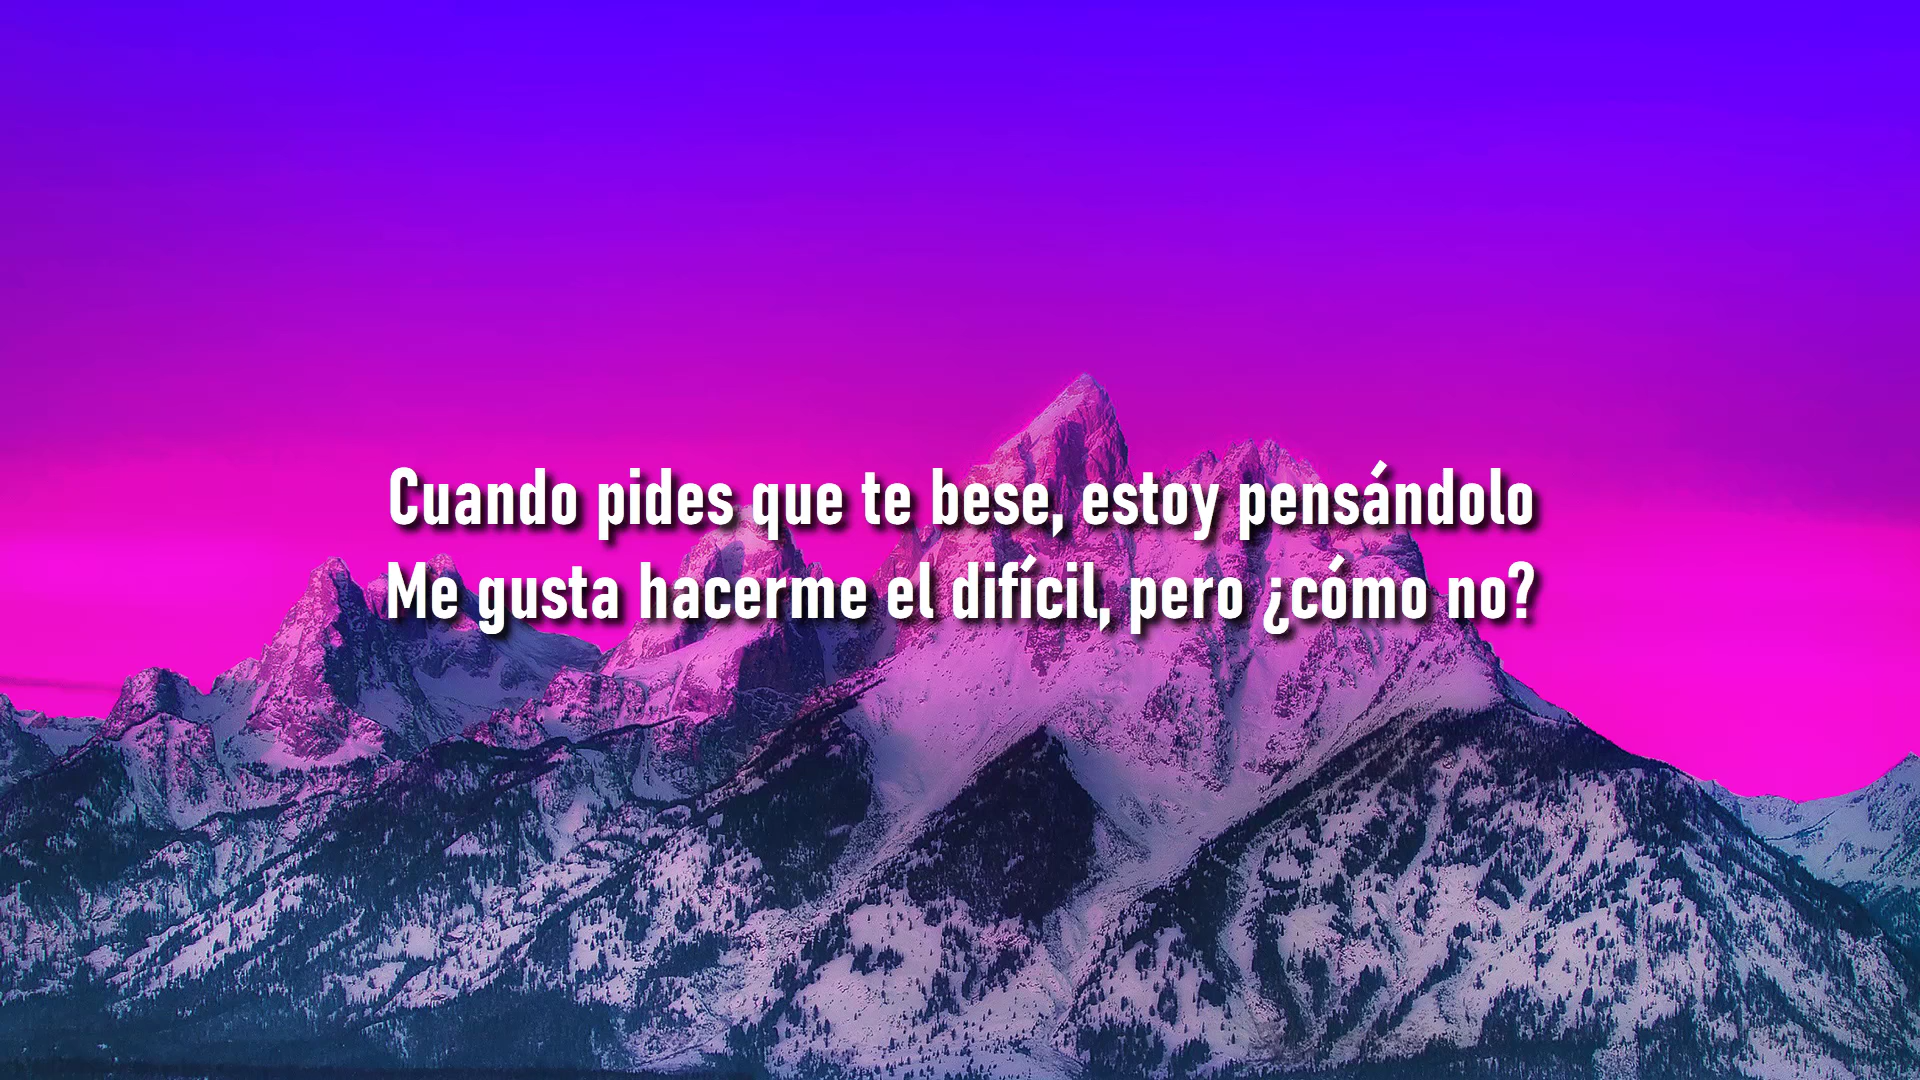 Cuando pides que te bese, estoy pensándolo
Me gusta hacerme el difícil, pero ¿cómo no?